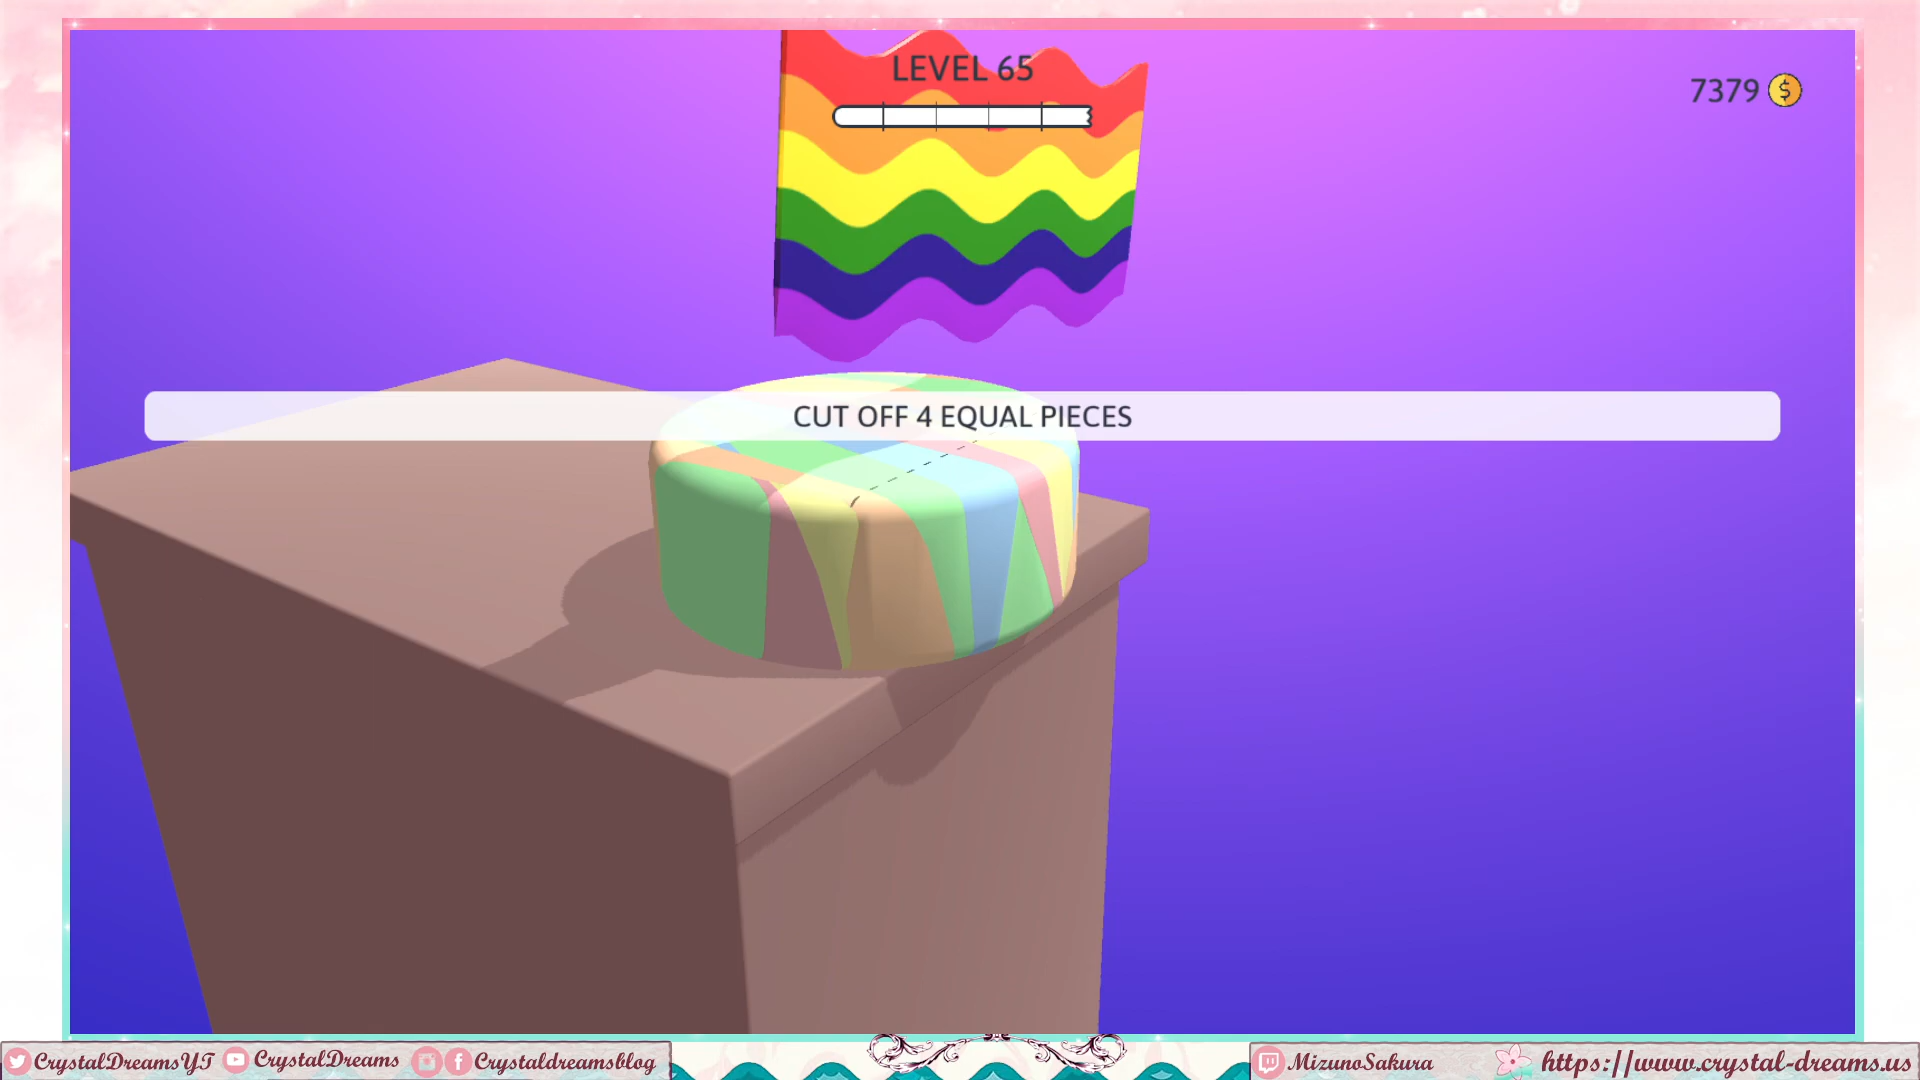 LEVEL 65
7379
CUT OFF 4 EQUAL PIECES
CrystalDreamsYT CrystalDreams Crystaldreamsblog MizunoSakura https://www.crystal-dreams.us